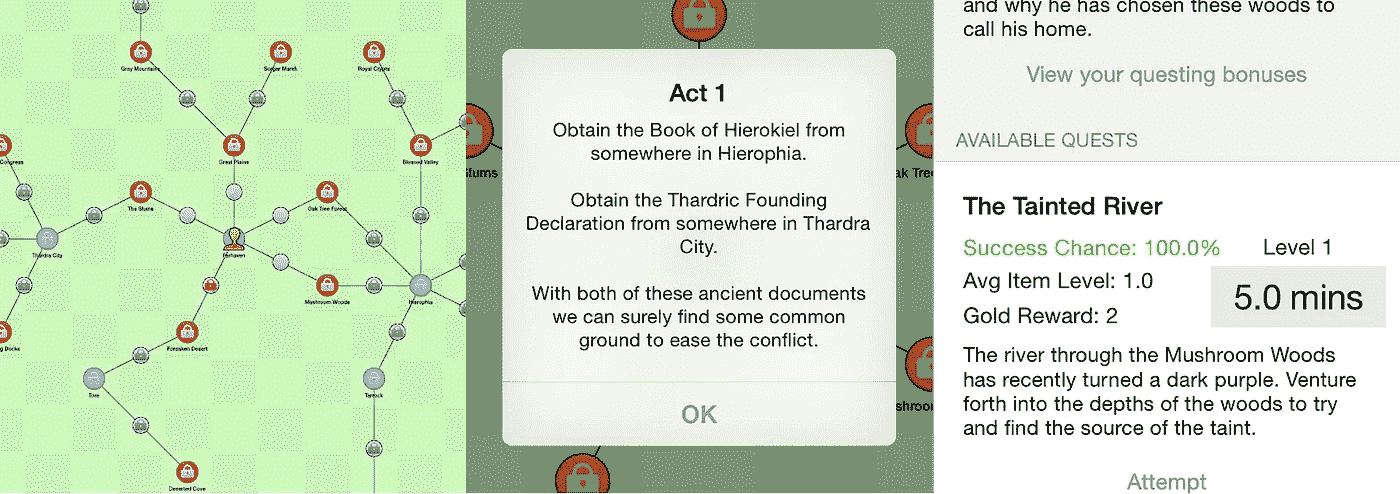 Gray Mountains
Royal Crypts
Great Plains
Blessed Valley
Congress
The Slums
Oak Tree Forest
Thardra City
Fairhaven
Hierophia
Mushroom Woods
Forsaken Desert
Deserted Cove
Slums
Act 1
Obtain the Book of Hierokiel from
somewhere in Hierophia.
Obtain the Thardric Founding
Declaration from somewhere in Thardra
City.
With both of these ancient documents
we can surely find some common
ground to ease the conflict.
OK
and why he has chosen these woods to
call his home.
View your questing bonuses
AVAILABLE QUESTS
The Tainted River
Success Chance: 100.0%
Level 1
Avg Item Level: 1.0
5.0 mins
Gold Reward: 2
The river through the Mushroom Woods
has recently turned a dark purple. Venture
forth into the depths of the woods to try
and find the source of the taint.
Attempt